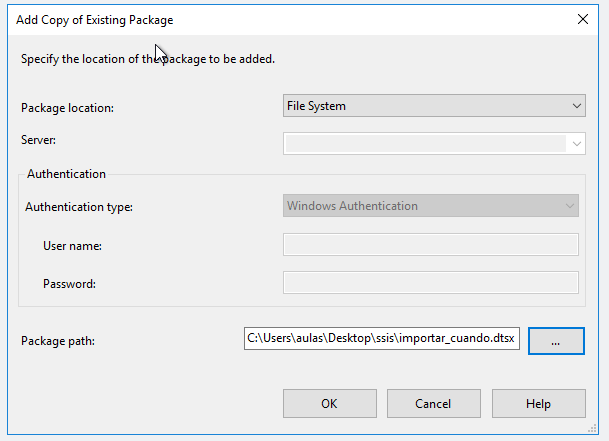 Add Copy of Existing Package
Specify the location of the package to be added.
Package location: File System
Server:
Authentication
Authentication type: Windows Authentication
User name:
Password:
Package path: C:\Users\aulas\Desktop\ssis\importar_cuando.dtsx ...
OK Cancel Help